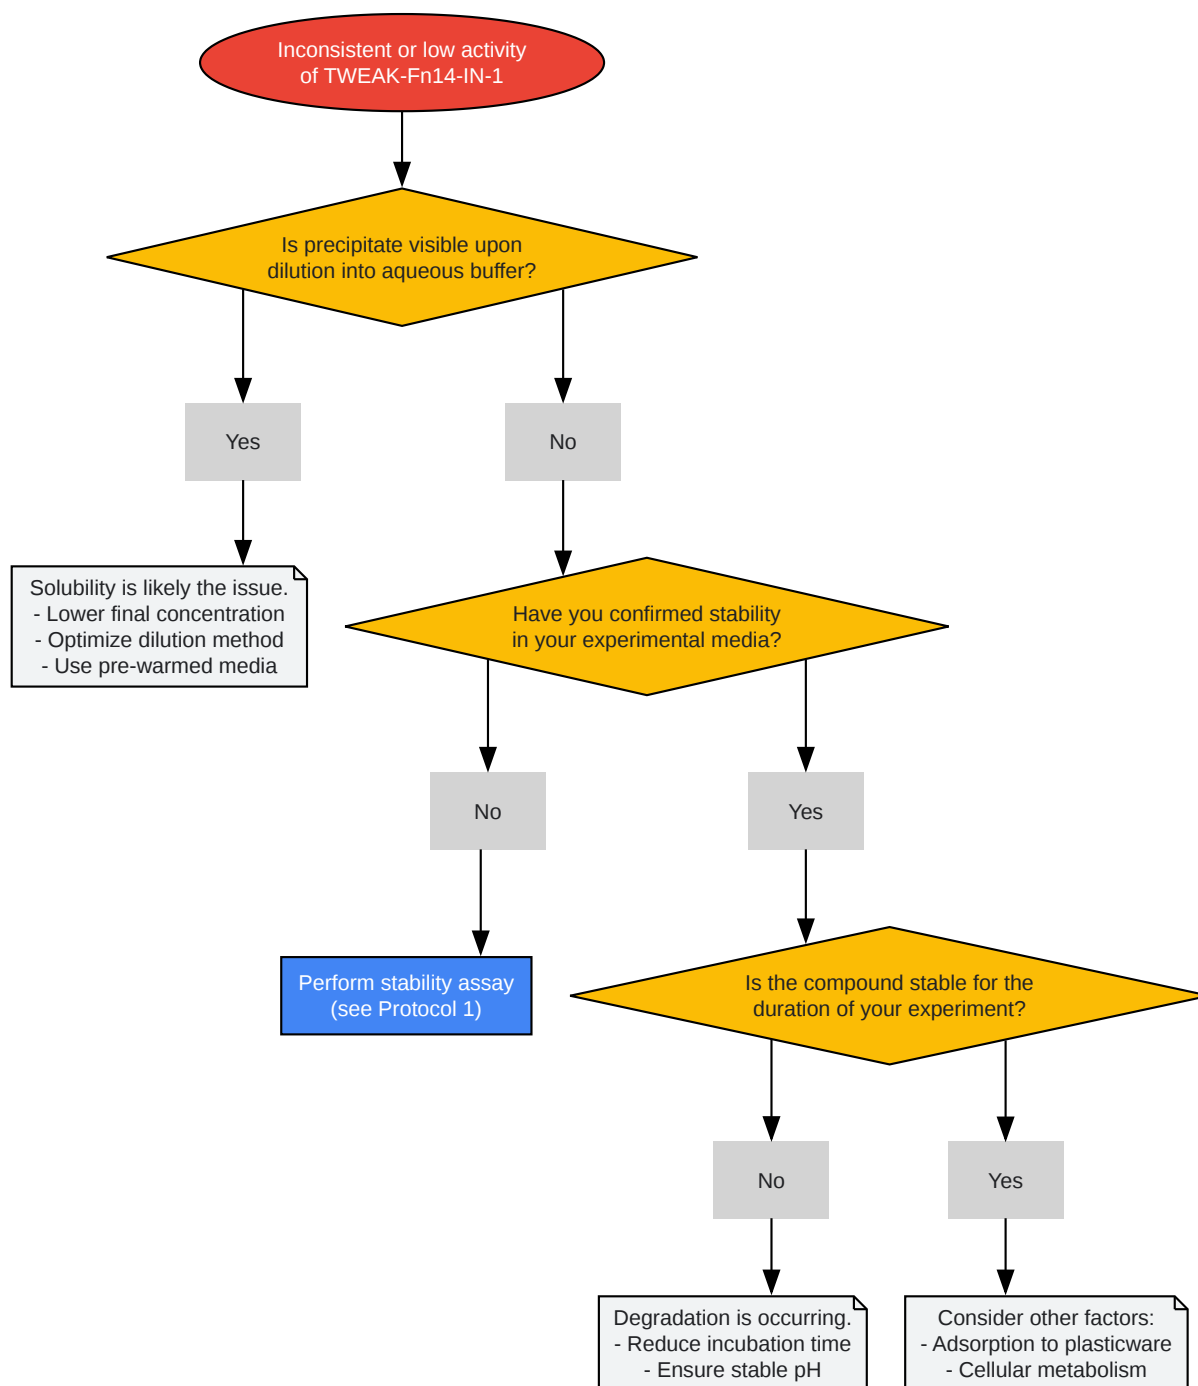 Inconsistent or low activity
of TWEAK-Fn14-IN-1
Is precipitate visible upon
dilution into aqueous buffer?
Yes
No
Solubility is likely the issue.
- Lower final concentration
- Optimize dilution method
- Use pre-warmed media
Have you confirmed stability
in your experimental media?
No
Yes
Perform stability assay
(see Protocol 1)
Is the compound stable for the
duration of your experiment?
No
Yes
Degradation is occurring.
- Reduce incubation time
- Ensure stable pH
Consider other factors:
- Adsorption to plasticware
- Cellular metabolism